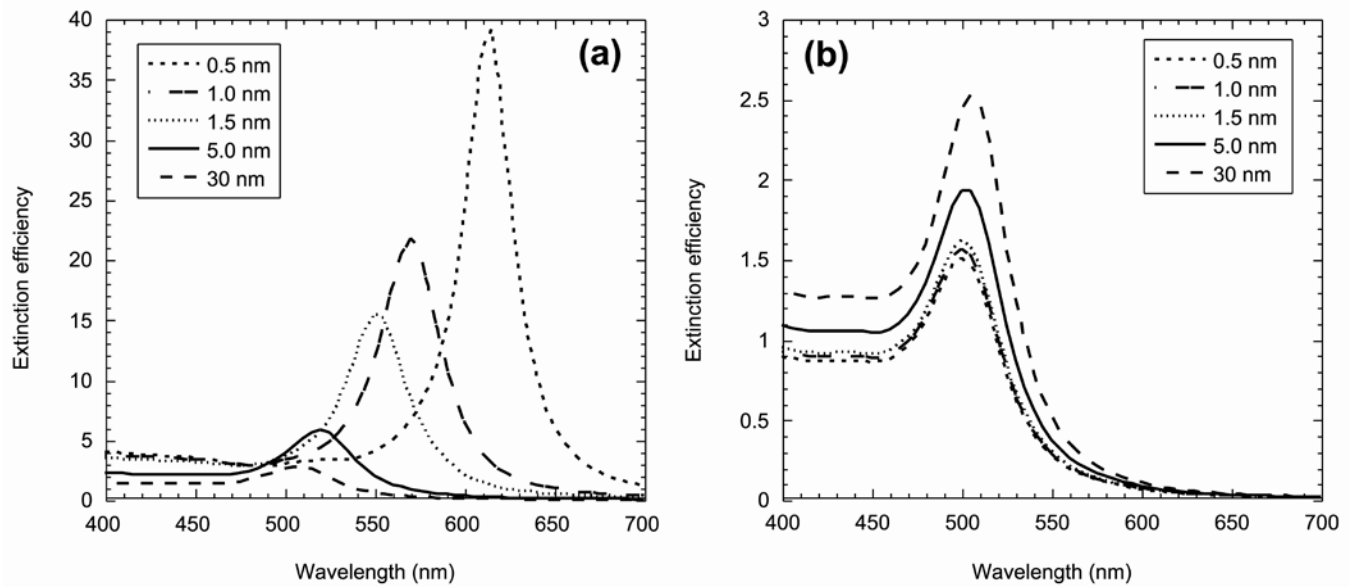 40
35
30
25
20
15
10
5
0
Extinction efficiency
0.5 nm
1.0 nm
1.5 nm
5.0 nm
30 nm
(a)
400 450 500 550 600 650 700
Wavelength (nm)
3
2.5
2
1.5
1
0.5
0
Extinction efficiency
(b)
0.5 nm
1.0 nm
1.5 nm
5.0 nm
30 nm
400 450 500 550 600 650 700
Wavelength (nm)